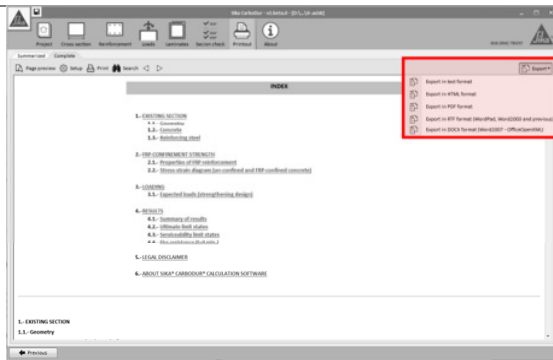 Sika Carbodur
Project
Cross-section
Reinforcement
Loads
Laminates
Section check
Printout
About
Summarized
Complete
Page preview
Setup
Print
Search
Export
Export in text format
Export in HTML format
Export in PDF format
Export in RTF format (WordPad, Word2000 and previous)
Export in DOCX format (Word2007 - OfficeOpenXML)
INDEX
1.- EXISTING SECTION
1.1.- Geometry
1.2.- Concrete
1.3.- Reinforcing steel
2.-FRP-CONFINEMENT STRENGTH
2.1.- Properties of FRP reinforcement
2.2.- Stress strain diagram (un-confined and FRP-confined concrete)
3.-LOADING
3.1.- Expected loads (strengthening design)
4.-RESULTS
4.1.- Summary of results
4.2.- Ultimate limit states
4.3.- Serviceability limit states
5.-LEGAL DISCLAIMER
6.-ABOUT SIKA® CARBODUR® CALCULATION SOFTWARE
1.- EXISTING SECTION
1.1.- Geometry
Previous